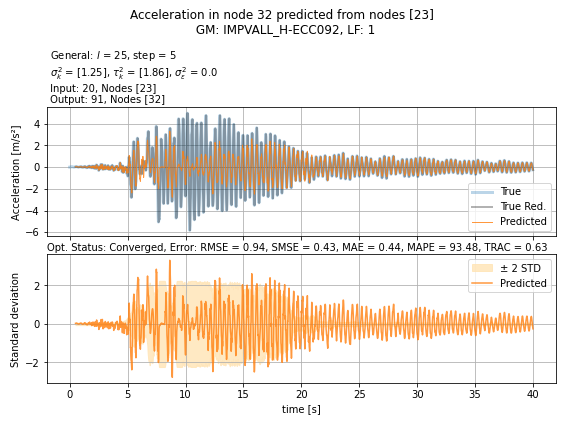 Acceleration in node 32 predicted from nodes [23]
GM: IMPVALL_H-ECC092, LF: 1
General: l = 25, step = 5
σ²ₖ = [1.25], τ²ₖ = [1.86], σ²ε = 0.0
Input: 20, Nodes [23]
Output: 91, Nodes [32]
Acceleration [m/s²]
4
2
0
−2
−4
−6
True
True Red.
Predicted
Opt. Status: Converged, Error: RMSE = 0.94, SMSE = 0.43, MAE = 0.44, MAPE = 93.48, TRAC = 0.63
Standard deviation
2
0
−2
± 2 STD
Predicted
0 5 10 15 20 25 30 35 40
time [s]